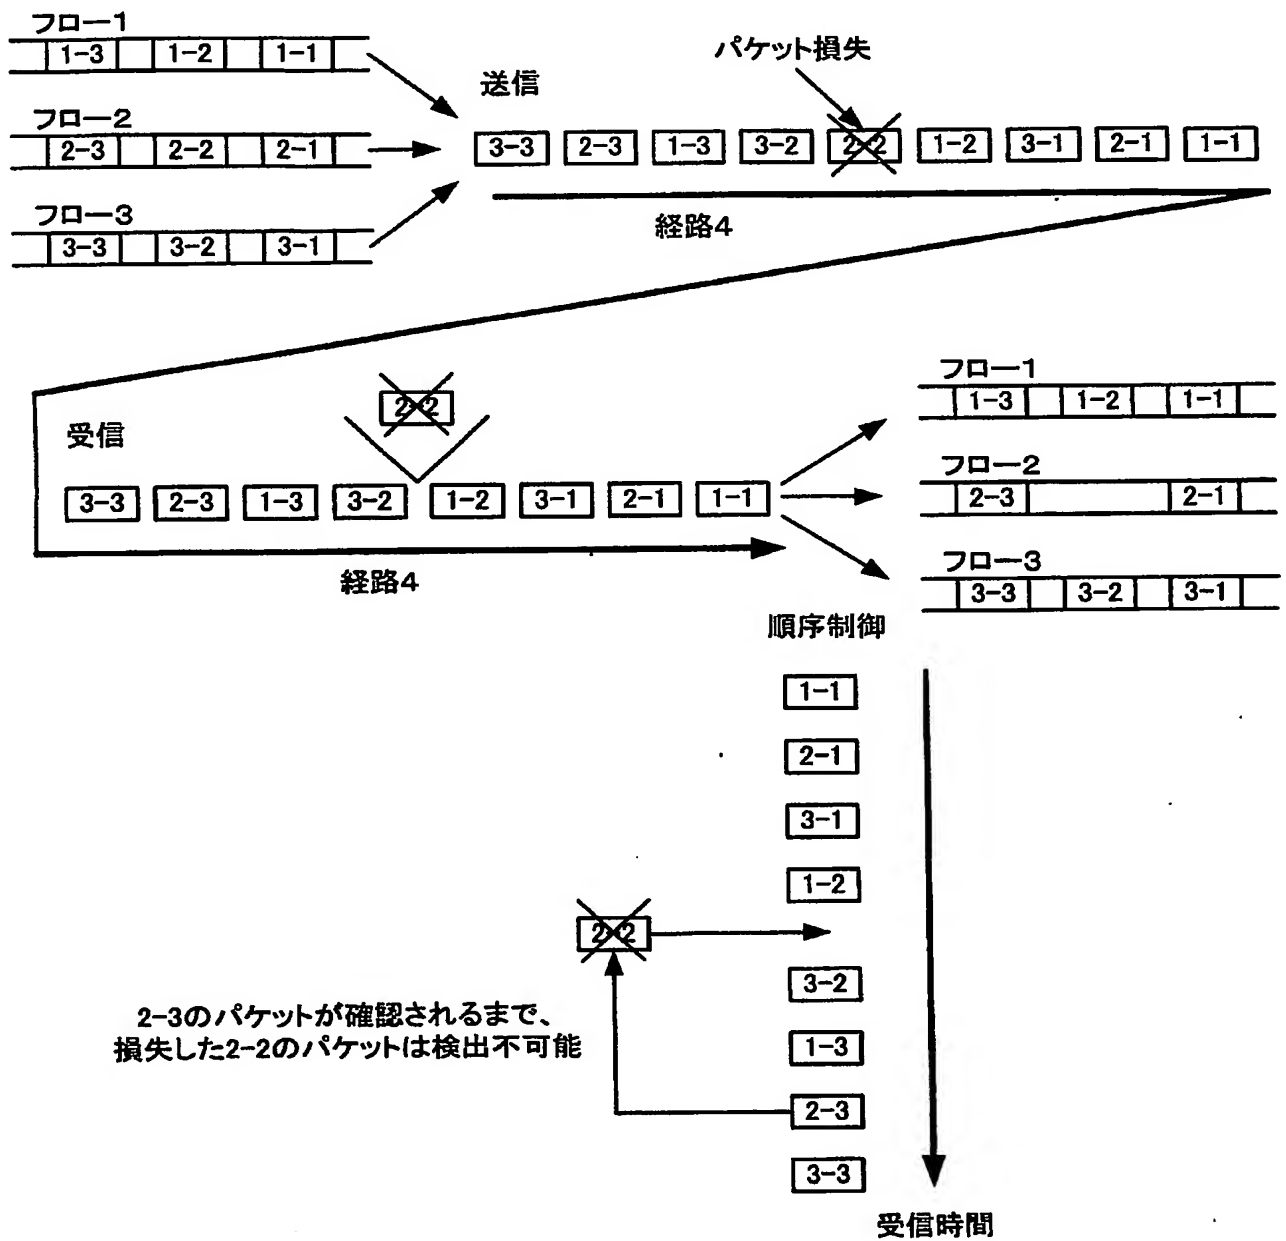 フロー1
1-3 1-2 1-1
フロー2
2-3 2-2 2-1
フロー3
3-3 3-2 3-1
送信
パケット損失
3-3 2-3 1-3 3-2 2-2 1-2 3-1 2-1 1-1
経路4
受信
2-2
3-3 2-3 1-3 3-2 1-2 3-1 2-1 1-1
経路4
フロー1
1-3 1-2 1-1
フロー2
2-3 2-1
フロー3
3-3 3-2 3-1
順序制御
1-1
2-1
3-1
1-2
2-2
3-2
1-3
2-3
3-3
2-3のパケットが確認されるまで、
損失した2-2のパケットは検出不可能
受信時間